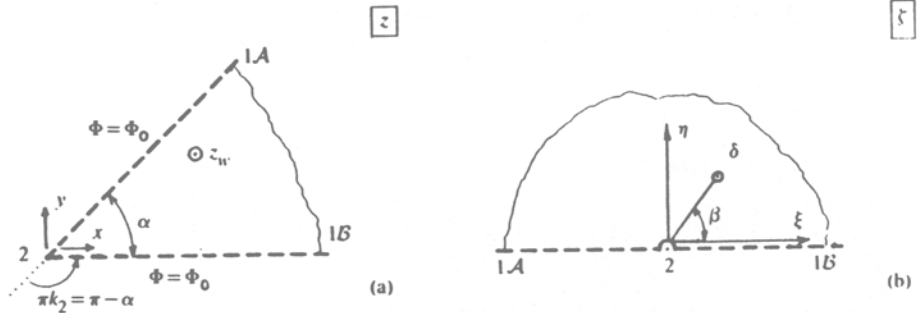 z
1𝒜
Φ = Φ₀
z_w
y
x
α
2
1ℬ
Φ = Φ₀
πk₂ = π − α
(a)
ζ
η
δ
β
ξ
1𝒜
2
1ℬ
(b)